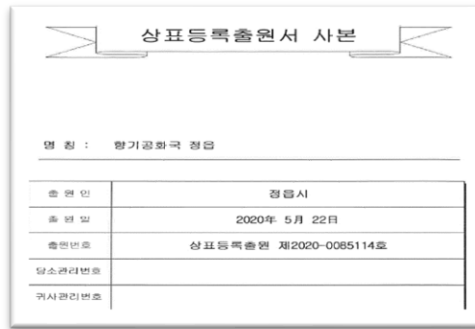 상표등록출원서 사본
명 칭 : 향기공화국 정읍
출 원 인 정읍시
출 원 일 2020年 5月 22日
출원번호 상표등록출원 제2020-0085114호
당소관리번호
귀사관리번호